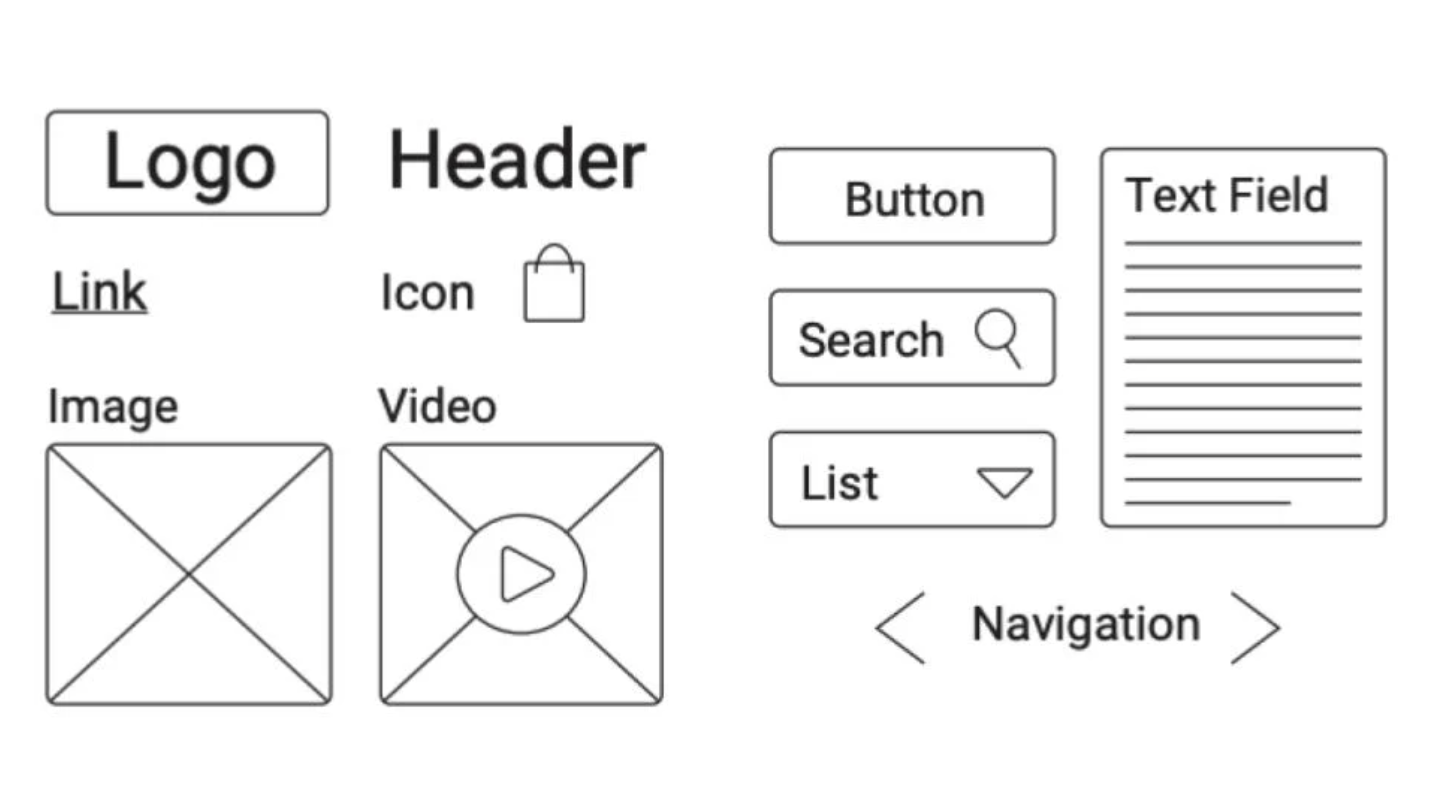 Logo
Header
Link
Icon
Image
Video
Button
Search
List
Text Field
Navigation